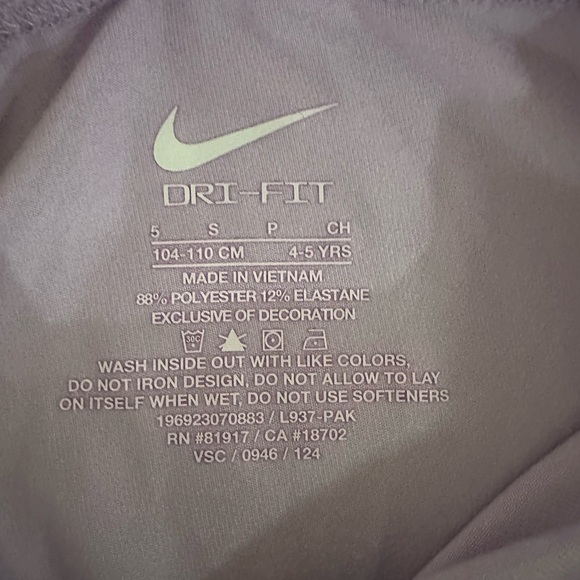 DRI-FIT
5 S P CH
104-110 CM 4-5 YRS
MADE IN VIETNAM
88% POLYESTER 12% ELASTANE
EXCLUSIVE OF DECORATION
30C
WASH INSIDE OUT WITH LIKE COLORS,
DO NOT IRON DESIGN, DO NOT ALLOW TO LAY
ON ITSELF WHEN WET, DO NOT USE SOFTENERS
196923070883 / L937-PAK
RN #81917 / CA #18702
VSC / 0946 / 124